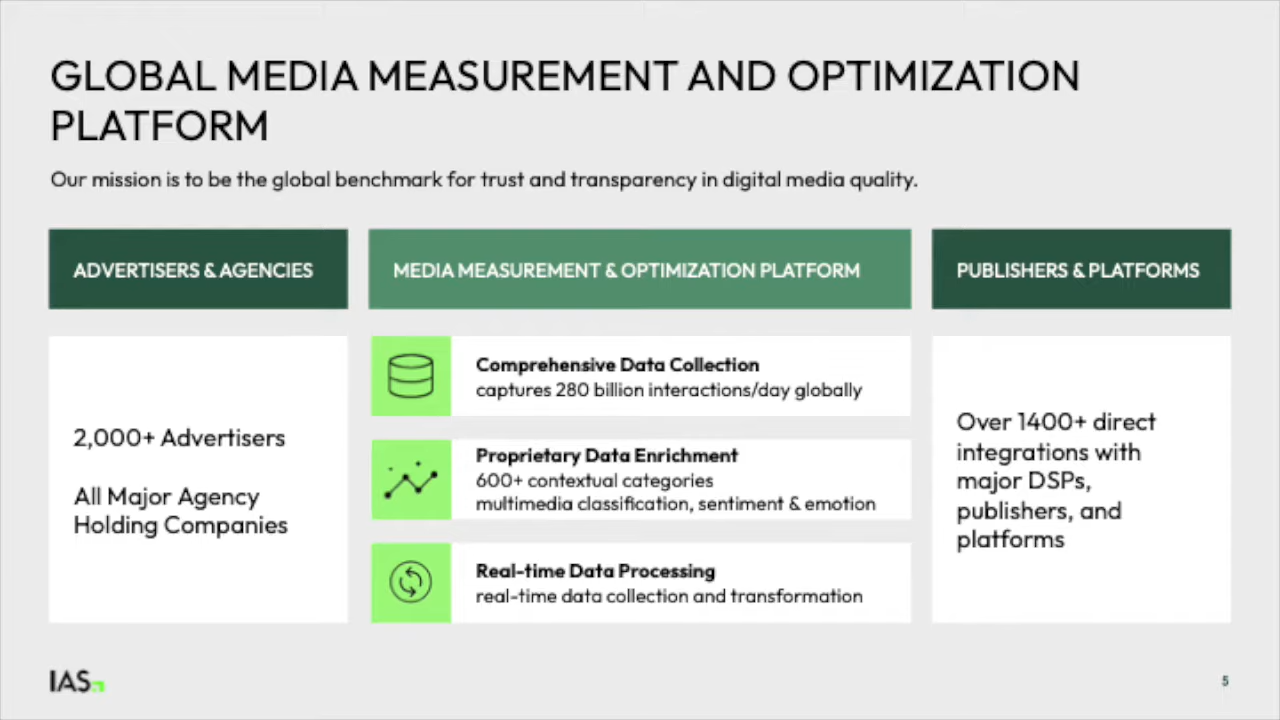 GLOBAL MEDIA MEASUREMENT AND OPTIMIZATION
PLATFORM
Our mission is to be the global benchmark for trust and transparency in digital media quality.
ADVERTISERS & AGENCIES
MEDIA MEASUREMENT & OPTIMIZATION PLATFORM
PUBLISHERS & PLATFORMS
2,000+ Advertisers
All Major Agency
Holding Companies
Comprehensive Data Collection
captures 280 billion interactions/day globally
Proprietary Data Enrichment
600+ contextual categories
multimedia classification, sentiment & emotion
Real-time Data Processing
real-time data collection and transformation
Over 1400+ direct
integrations with
major DSPs,
publishers, and
platforms
IAS
5